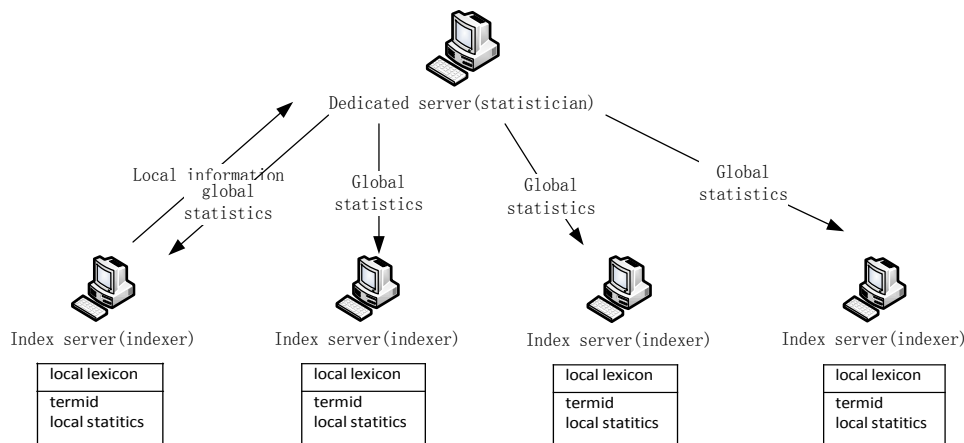 Dedicated server(statistician)
Local information
global
statistics
Global
statistics
Global
statistics
Global
statistics
Index server(indexer)
Index server(indexer)
Index server(indexer)
Index server(indexer)
local lexicon
termid
local statitics
local lexicon
termid
local statitics
local lexicon
termid
local statitics
local lexicon
termid
local statitics